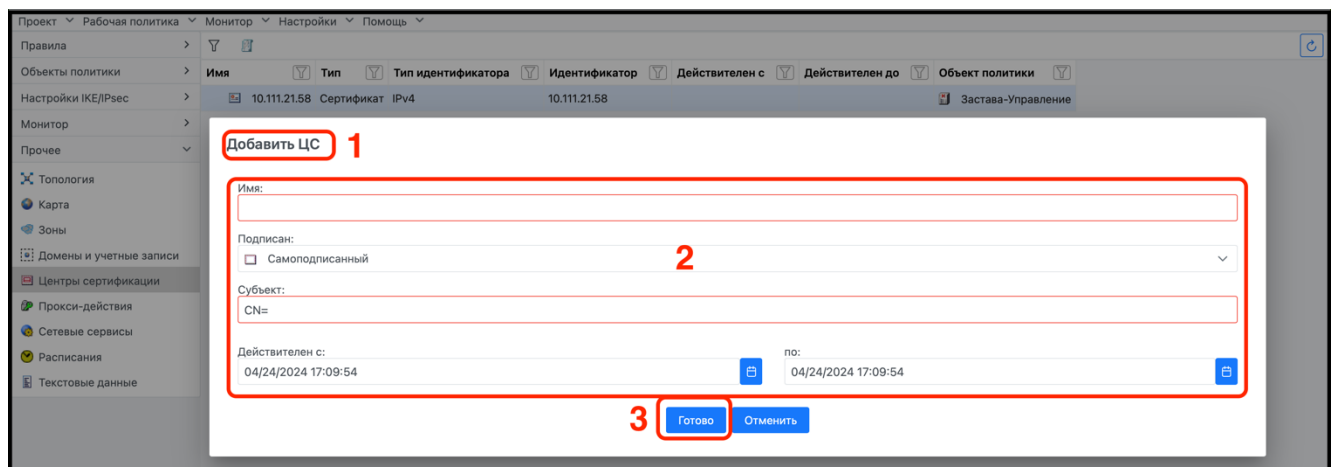 Проект Рабочая политика Монитор Настройки Помощь
Правила
Объекты политики
Настройки IKE/IPsec
Монитор
Прочее
Топология
Карта
Зоны
Домены и учетные записи
Центры сертификации
Прокси-действия
Сетевые сервисы
Расписания
Текстовые данные
Имя Тип Тип идентификатора Идентификатор Действителен с Действителен до Объект политики
10.111.21.58 Сертификат IPv4 10.111.21.58 Застава-Управление
Добавить ЦС 1
Имя:
Подписан:
Самоподписанный 2
Субъект:
CN=
Действителен с: по:
04/24/2024 17:09:54 04/24/2024 17:09:54
3 Готово Отменить